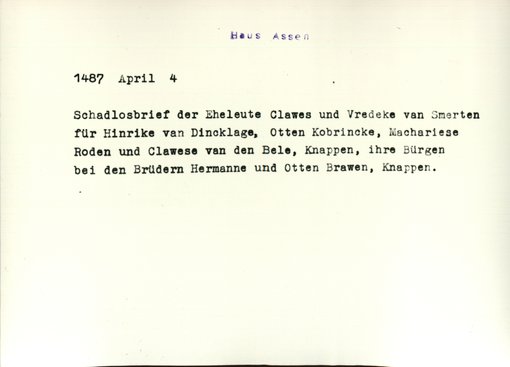 Haus Assen
1487 April 4
Schadlosbrief der Eheleute Clawes und Vredeke van Smerten
für Hinrike van Dincklage, Otten Kobrincke, Machariese
Roden und Clawese van den Bele, Knappen, ihre Bürgen
bei den Brüdern Hermanne und Otten Brawen, Knappen.